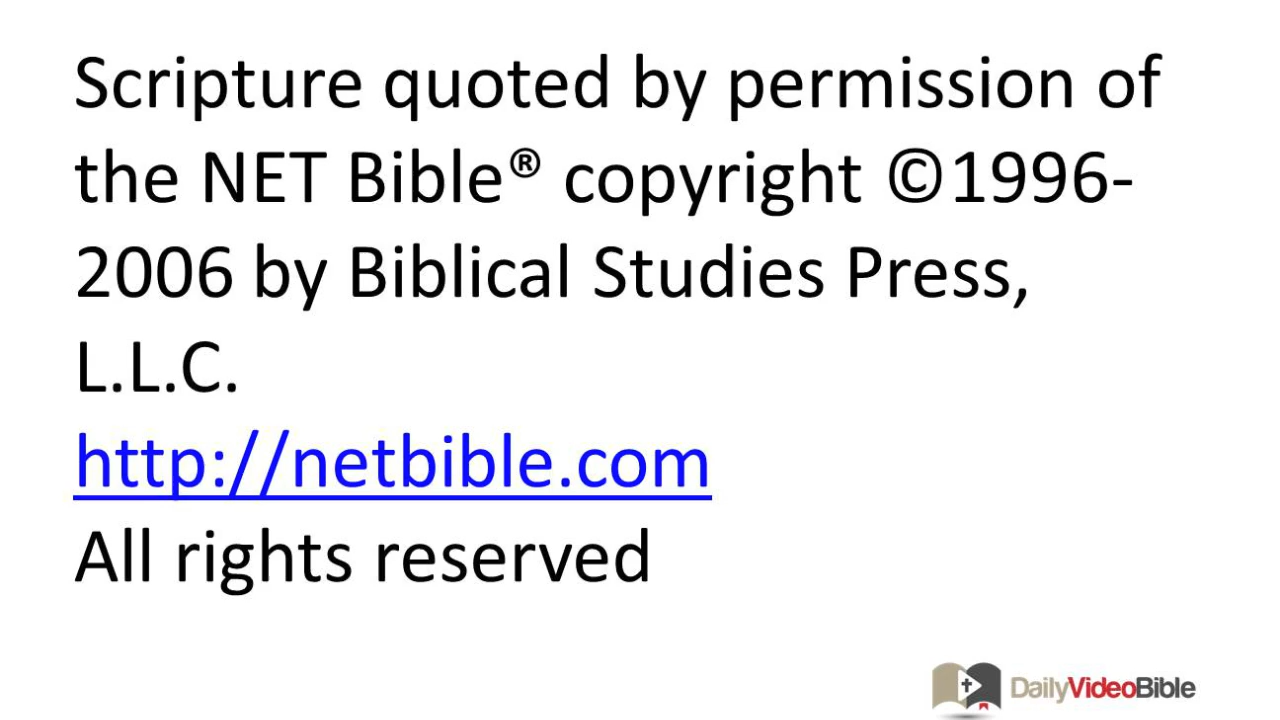 Scripture quoted by permission of
the NET Bible® copyright ©1996-
2006 by Biblical Studies Press,
L.L.C.
http://netbible.com
All rights reserved
DailyVideoBible